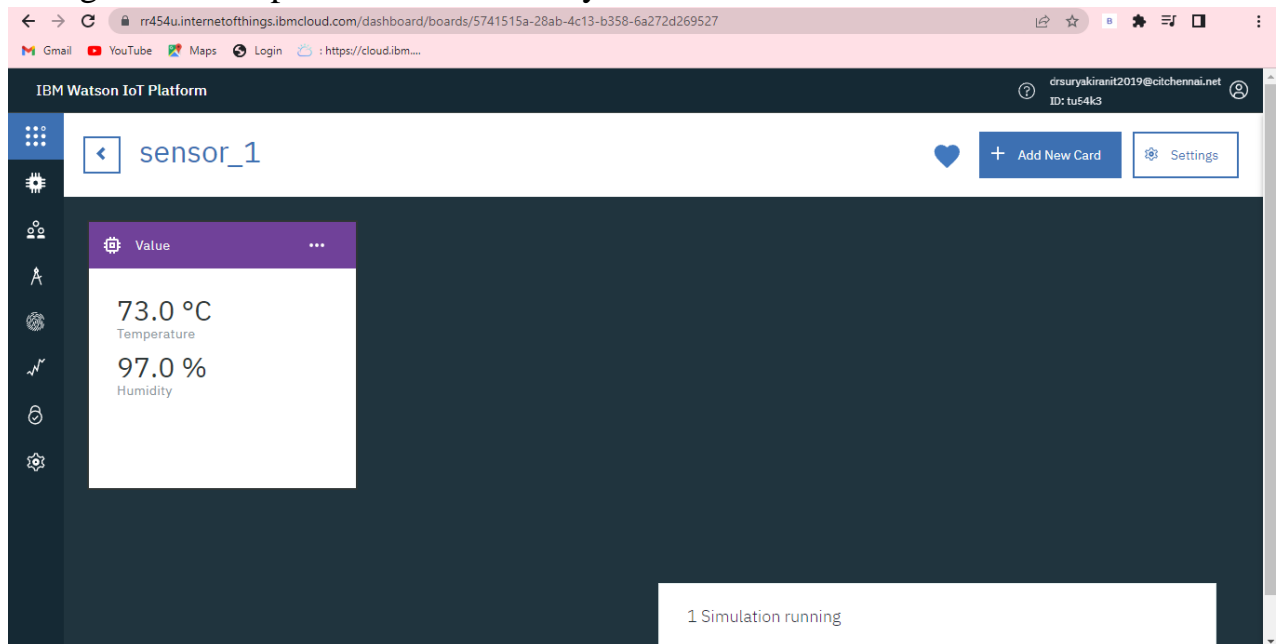 rr454u.internetofthings.ibmcloud.com/dashboard/boards/5741515a-28ab-4c13-b358-6a272d269527
Gmail YouTube Maps Login : https://cloud.ibm....
IBM Watson IoT Platform
drsuryakiranit2019@citchennai.net
ID: tu54k3
sensor_1
+ Add New Card
Settings
Value
73.0 °C
Temperature
97.0 %
Humidity
1 Simulation running